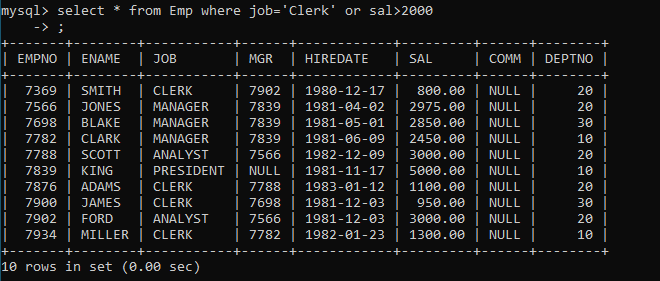 mysql> select * from Emp where job='Clerk' or sal>2000
    -> ;
+-------+--------+-----------+------+------------+---------+------+--------+
| EMPNO | ENAME  | JOB       | MGR  | HIREDATE   | SAL     | COMM | DEPTNO |
+-------+--------+-----------+------+------------+---------+------+--------+
|  7369 | SMITH  | CLERK     | 7902 | 1980-12-17 |  800.00 | NULL |     20 |
|  7566 | JONES  | MANAGER   | 7839 | 1981-04-02 | 2975.00 | NULL |     20 |
|  7698 | BLAKE  | MANAGER   | 7839 | 1981-05-01 | 2850.00 | NULL |     30 |
|  7782 | CLARK  | MANAGER   | 7839 | 1981-06-09 | 2450.00 | NULL |     10 |
|  7788 | SCOTT  | ANALYST   | 7566 | 1982-12-09 | 3000.00 | NULL |     20 |
|  7839 | KING   | PRESIDENT | NULL | 1981-11-17 | 5000.00 | NULL |     10 |
|  7876 | ADAMS  | CLERK     | 7788 | 1983-01-12 | 1100.00 | NULL |     20 |
|  7900 | JAMES  | CLERK     | 7698 | 1981-12-03 |  950.00 | NULL |     30 |
|  7902 | FORD   | ANALYST   | 7566 | 1981-12-03 | 3000.00 | NULL |     20 |
|  7934 | MILLER | CLERK     | 7782 | 1982-01-23 | 1300.00 | NULL |     10 |
+-------+--------+-----------+------+------------+---------+------+--------+
10 rows in set (0.00 sec)